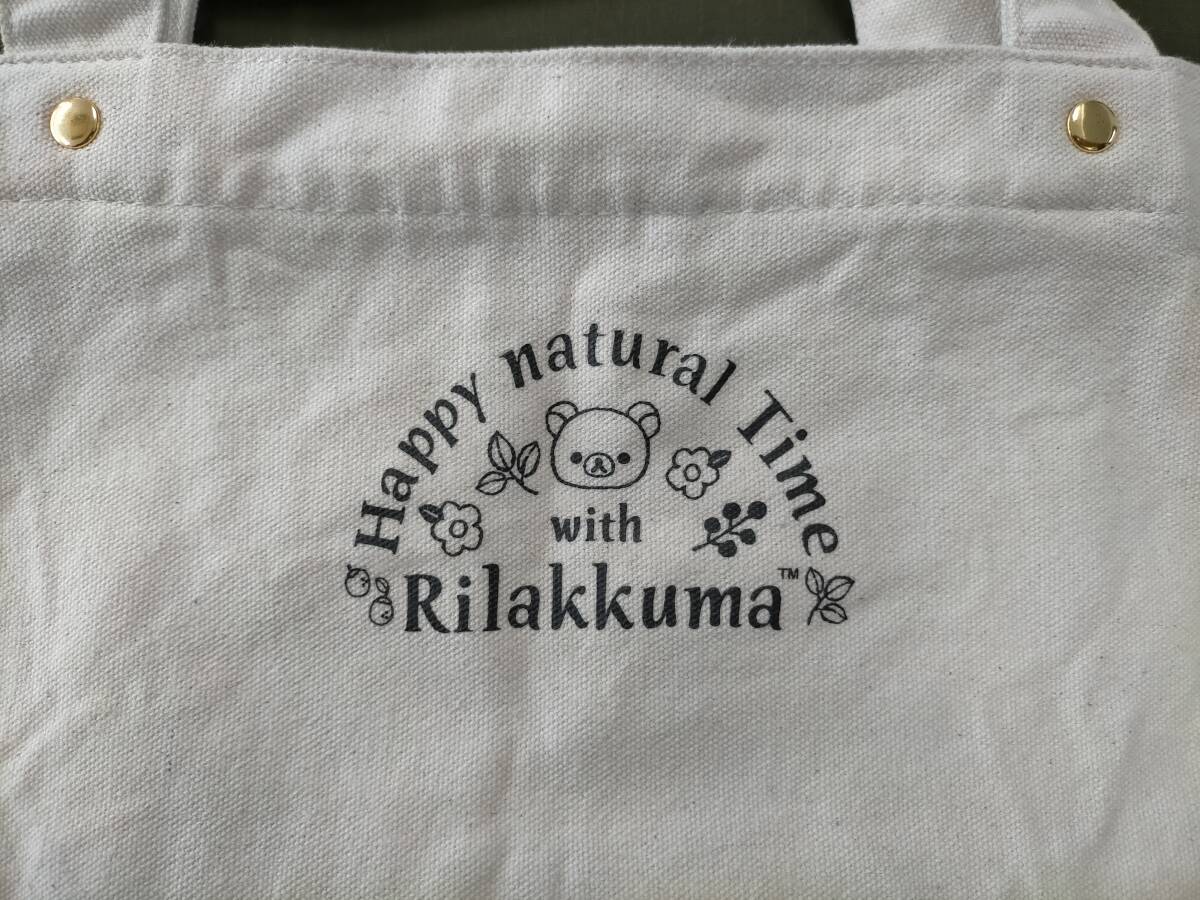 Happy natural Time
with
Rilakkuma™